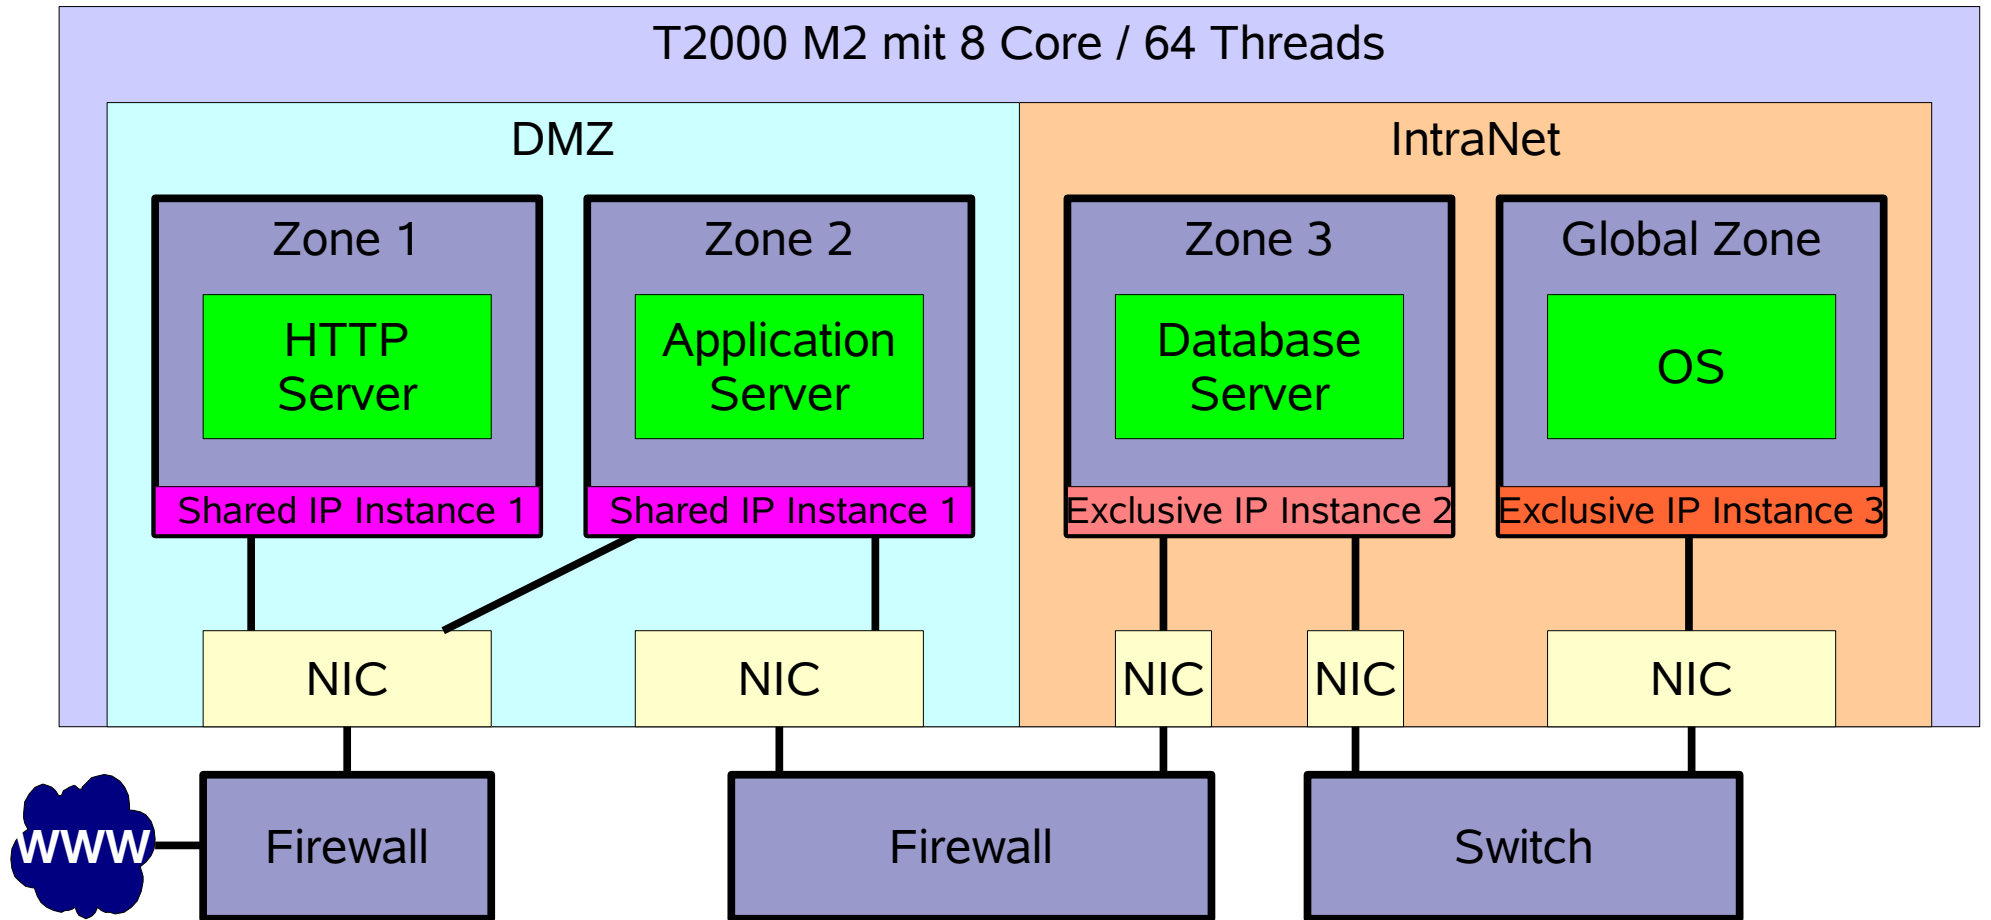 T2000 M2 mit 8 Core / 64 Threads
DMZ
IntraNet
Zone 1
Zone 2
Zone 3
Global Zone
HTTP
Server
Application
Server
Database
Server
OS
Shared IP Instance 1
Shared IP Instance 1
Exclusive IP Instance 2
Exclusive IP Instance 3
NIC
NIC
NIC
NIC
NIC
WWW
Firewall
Firewall
Switch